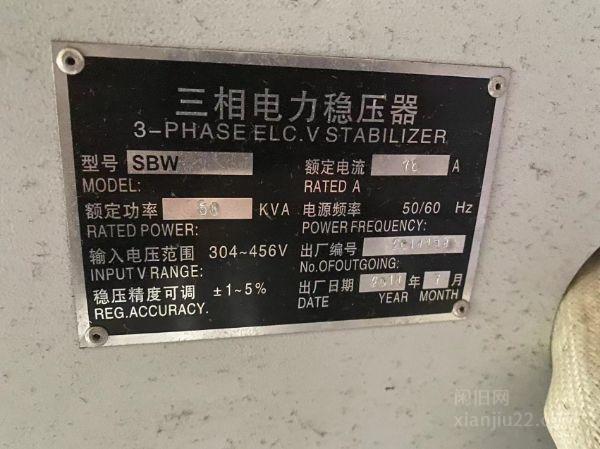 三相电力稳压器
3-PHASE ELC.V STABILIZER
型号 SBW
MODEL:
额定电流 76 A
RATED A
额定功率 50 KVA
RATED POWER:
电源频率 50/60 Hz
POWER FREQUENCY:
输入电压范围 304~456V
INPUT V RANGE:
出厂编号
No.OFOUTGOING:
稳压精度可调 ±1~5%
REG.ACCURACY.
出厂日期 2011 年 7 月
DATE YEAR MONTH
闲旧网
xianjiu22.com